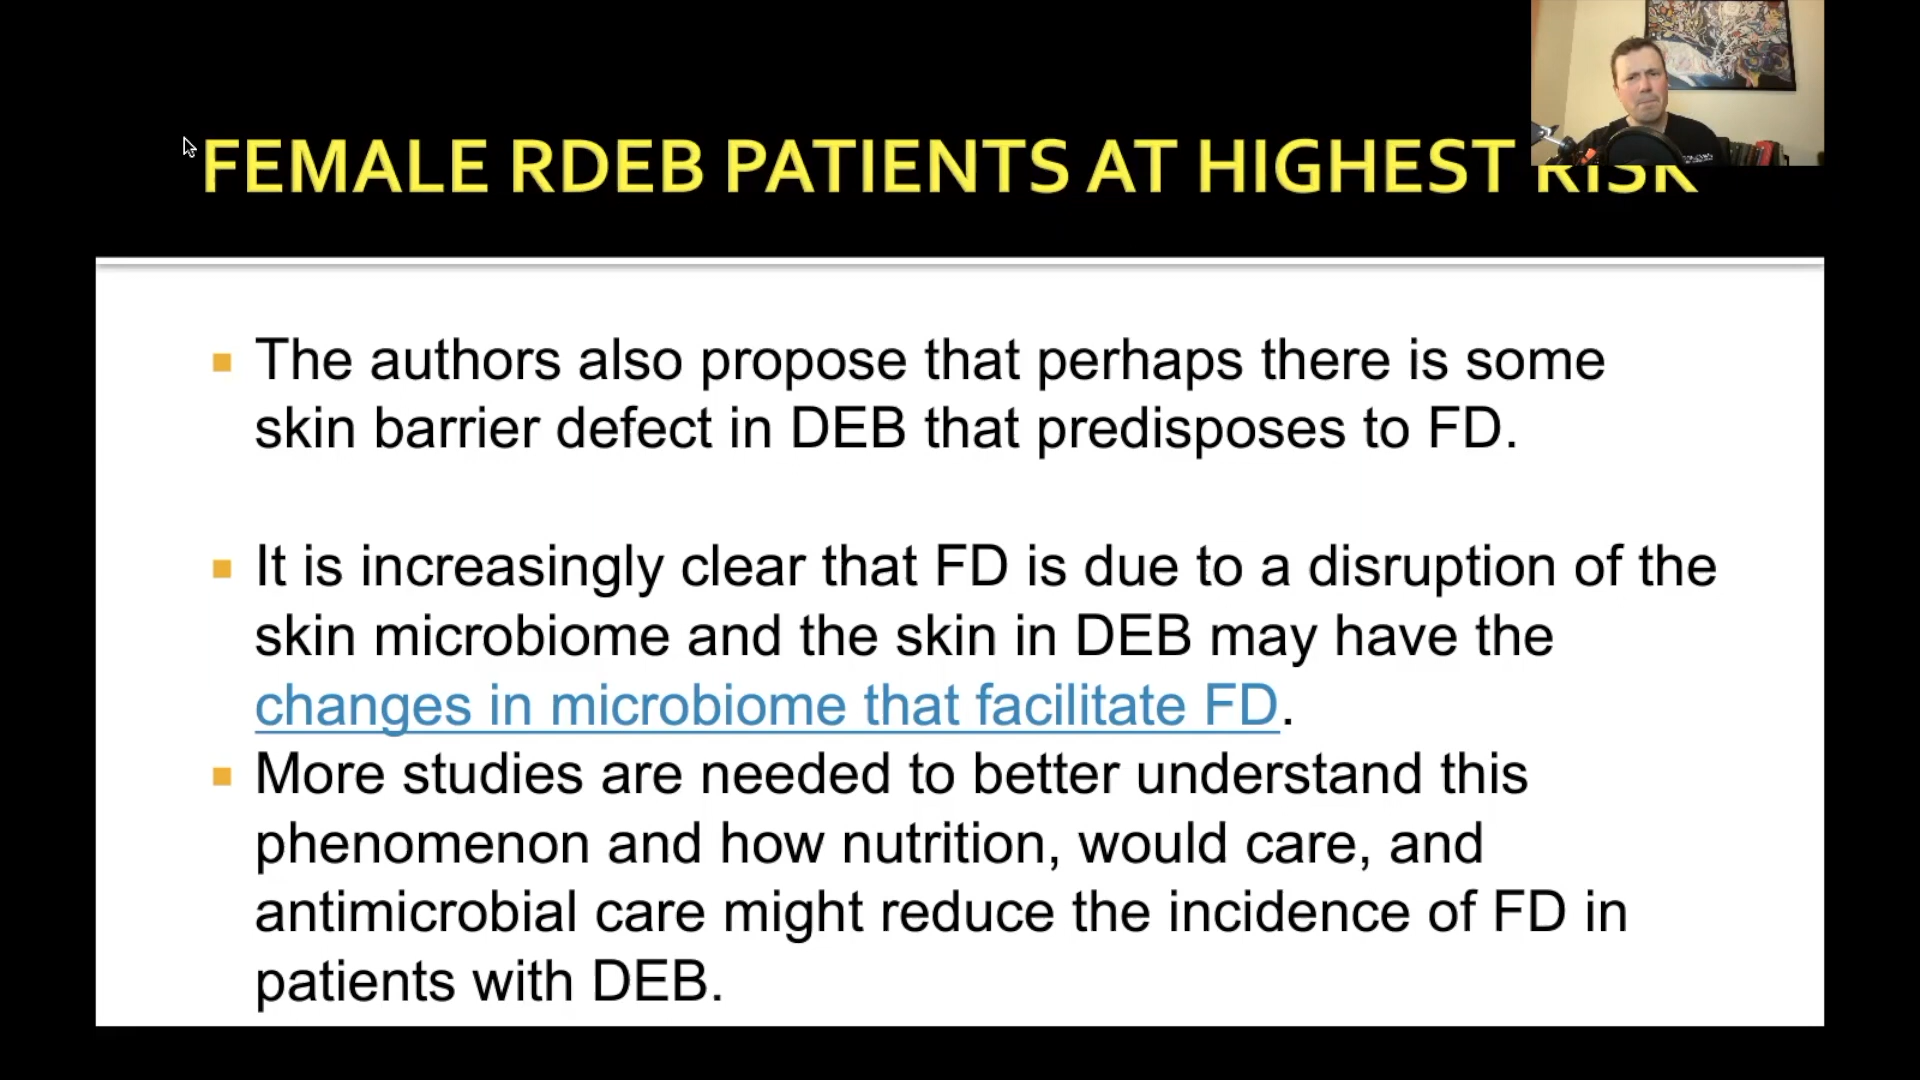 FEMALE RDEB PATIENTS AT HIGHEST RISK
The authors also propose that perhaps there is some
skin barrier defect in DEB that predisposes to FD.
It is increasingly clear that FD is due to a disruption of the
skin microbiome and the skin in DEB may have the
changes in microbiome that facilitate FD.
More studies are needed to better understand this
phenomenon and how nutrition, would care, and
antimicrobial care might reduce the incidence of FD in
patients with DEB.